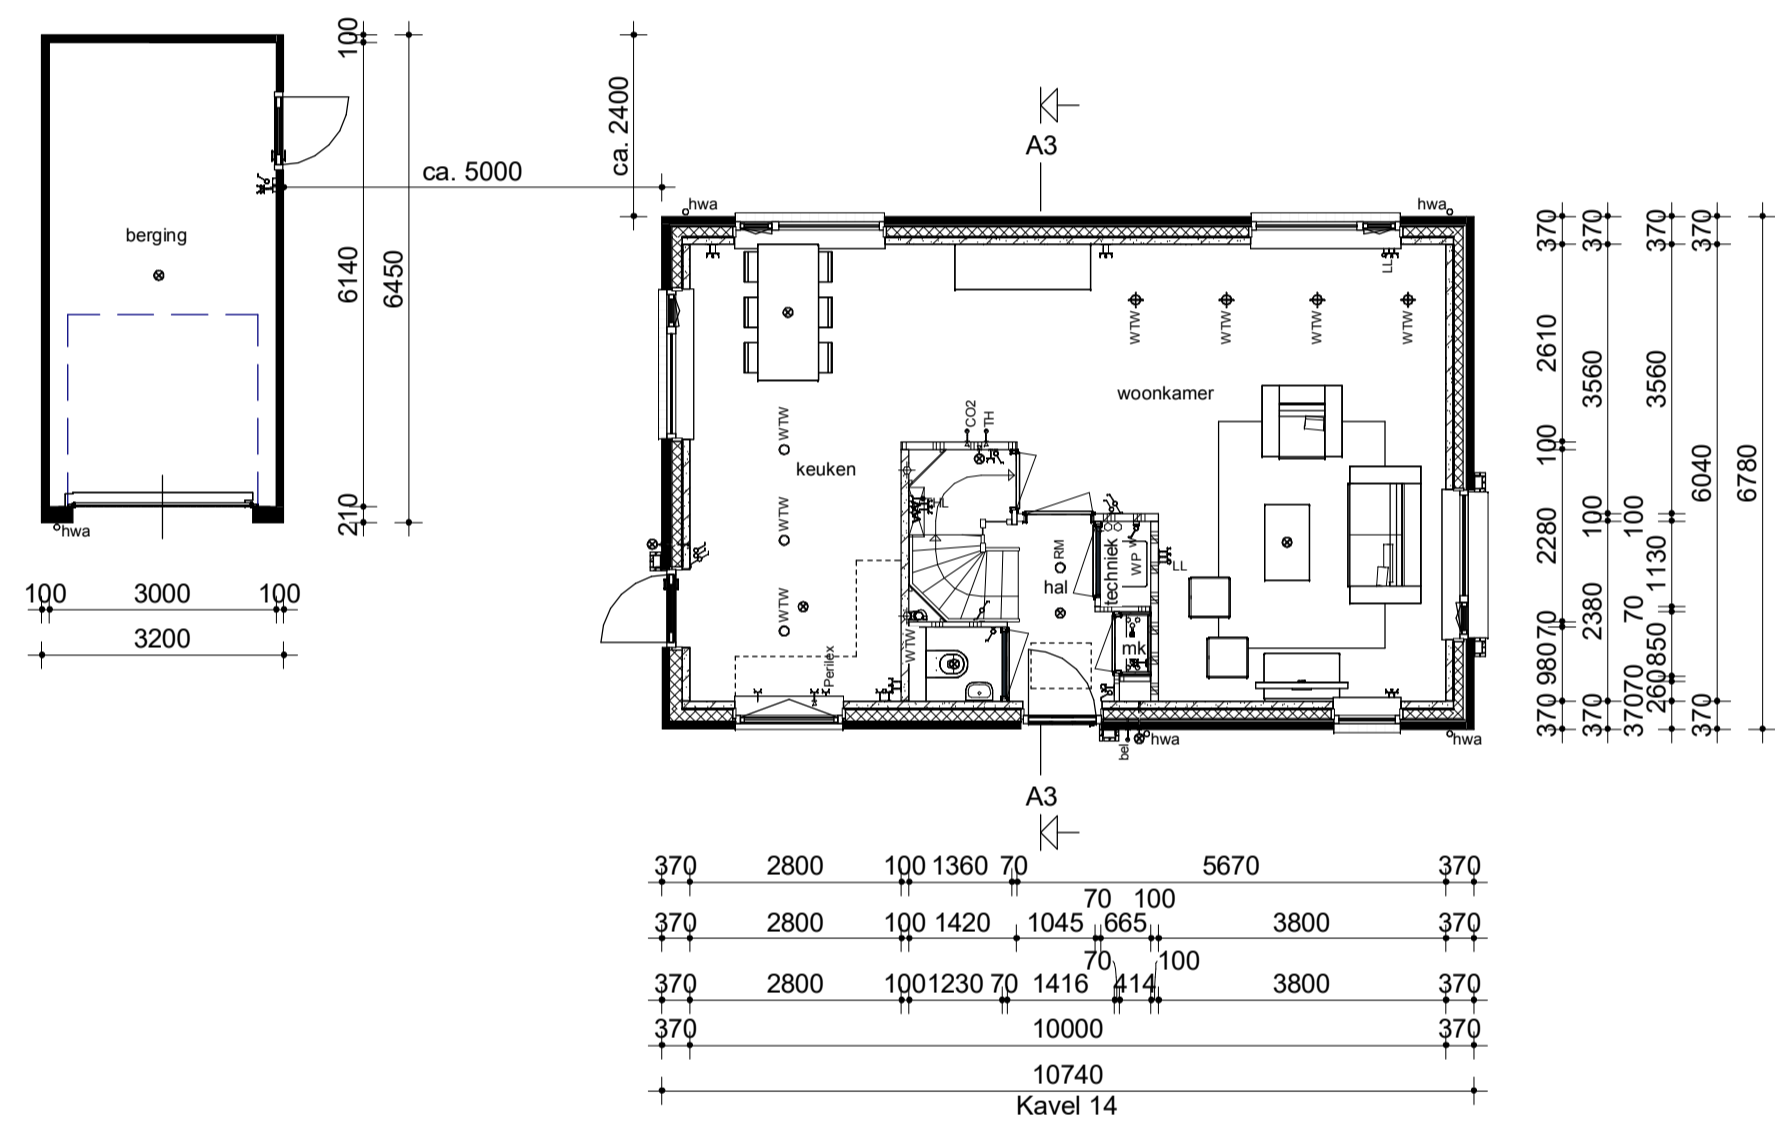 100
ca. 2400
A3
ca. 5000
hwa
hwa
berging
6140
6450
LL
WTW
WTW
WTW
WTW
woonkamer
CO2
TH
WTW
keuken
WTW
WTW
WTW
RM
hal
techniek
WP
LL
mk
Perilex
210
hwa
bel
hwa
hwa
A3
100
3000
100
3200
370
370
370
370
2610
3560
3560
100
6040
6780
2280
100
100
1130
2380
70
70
850
980
70
260
370
370
370
370
370
2800
100
1360
70
5670
370
70
100
370
2800
100
1420
1045
665
3800
370
70
100
370
2800
100
1230
70
1416
414
3800
370
370
10000
370
10740
Kavel 14